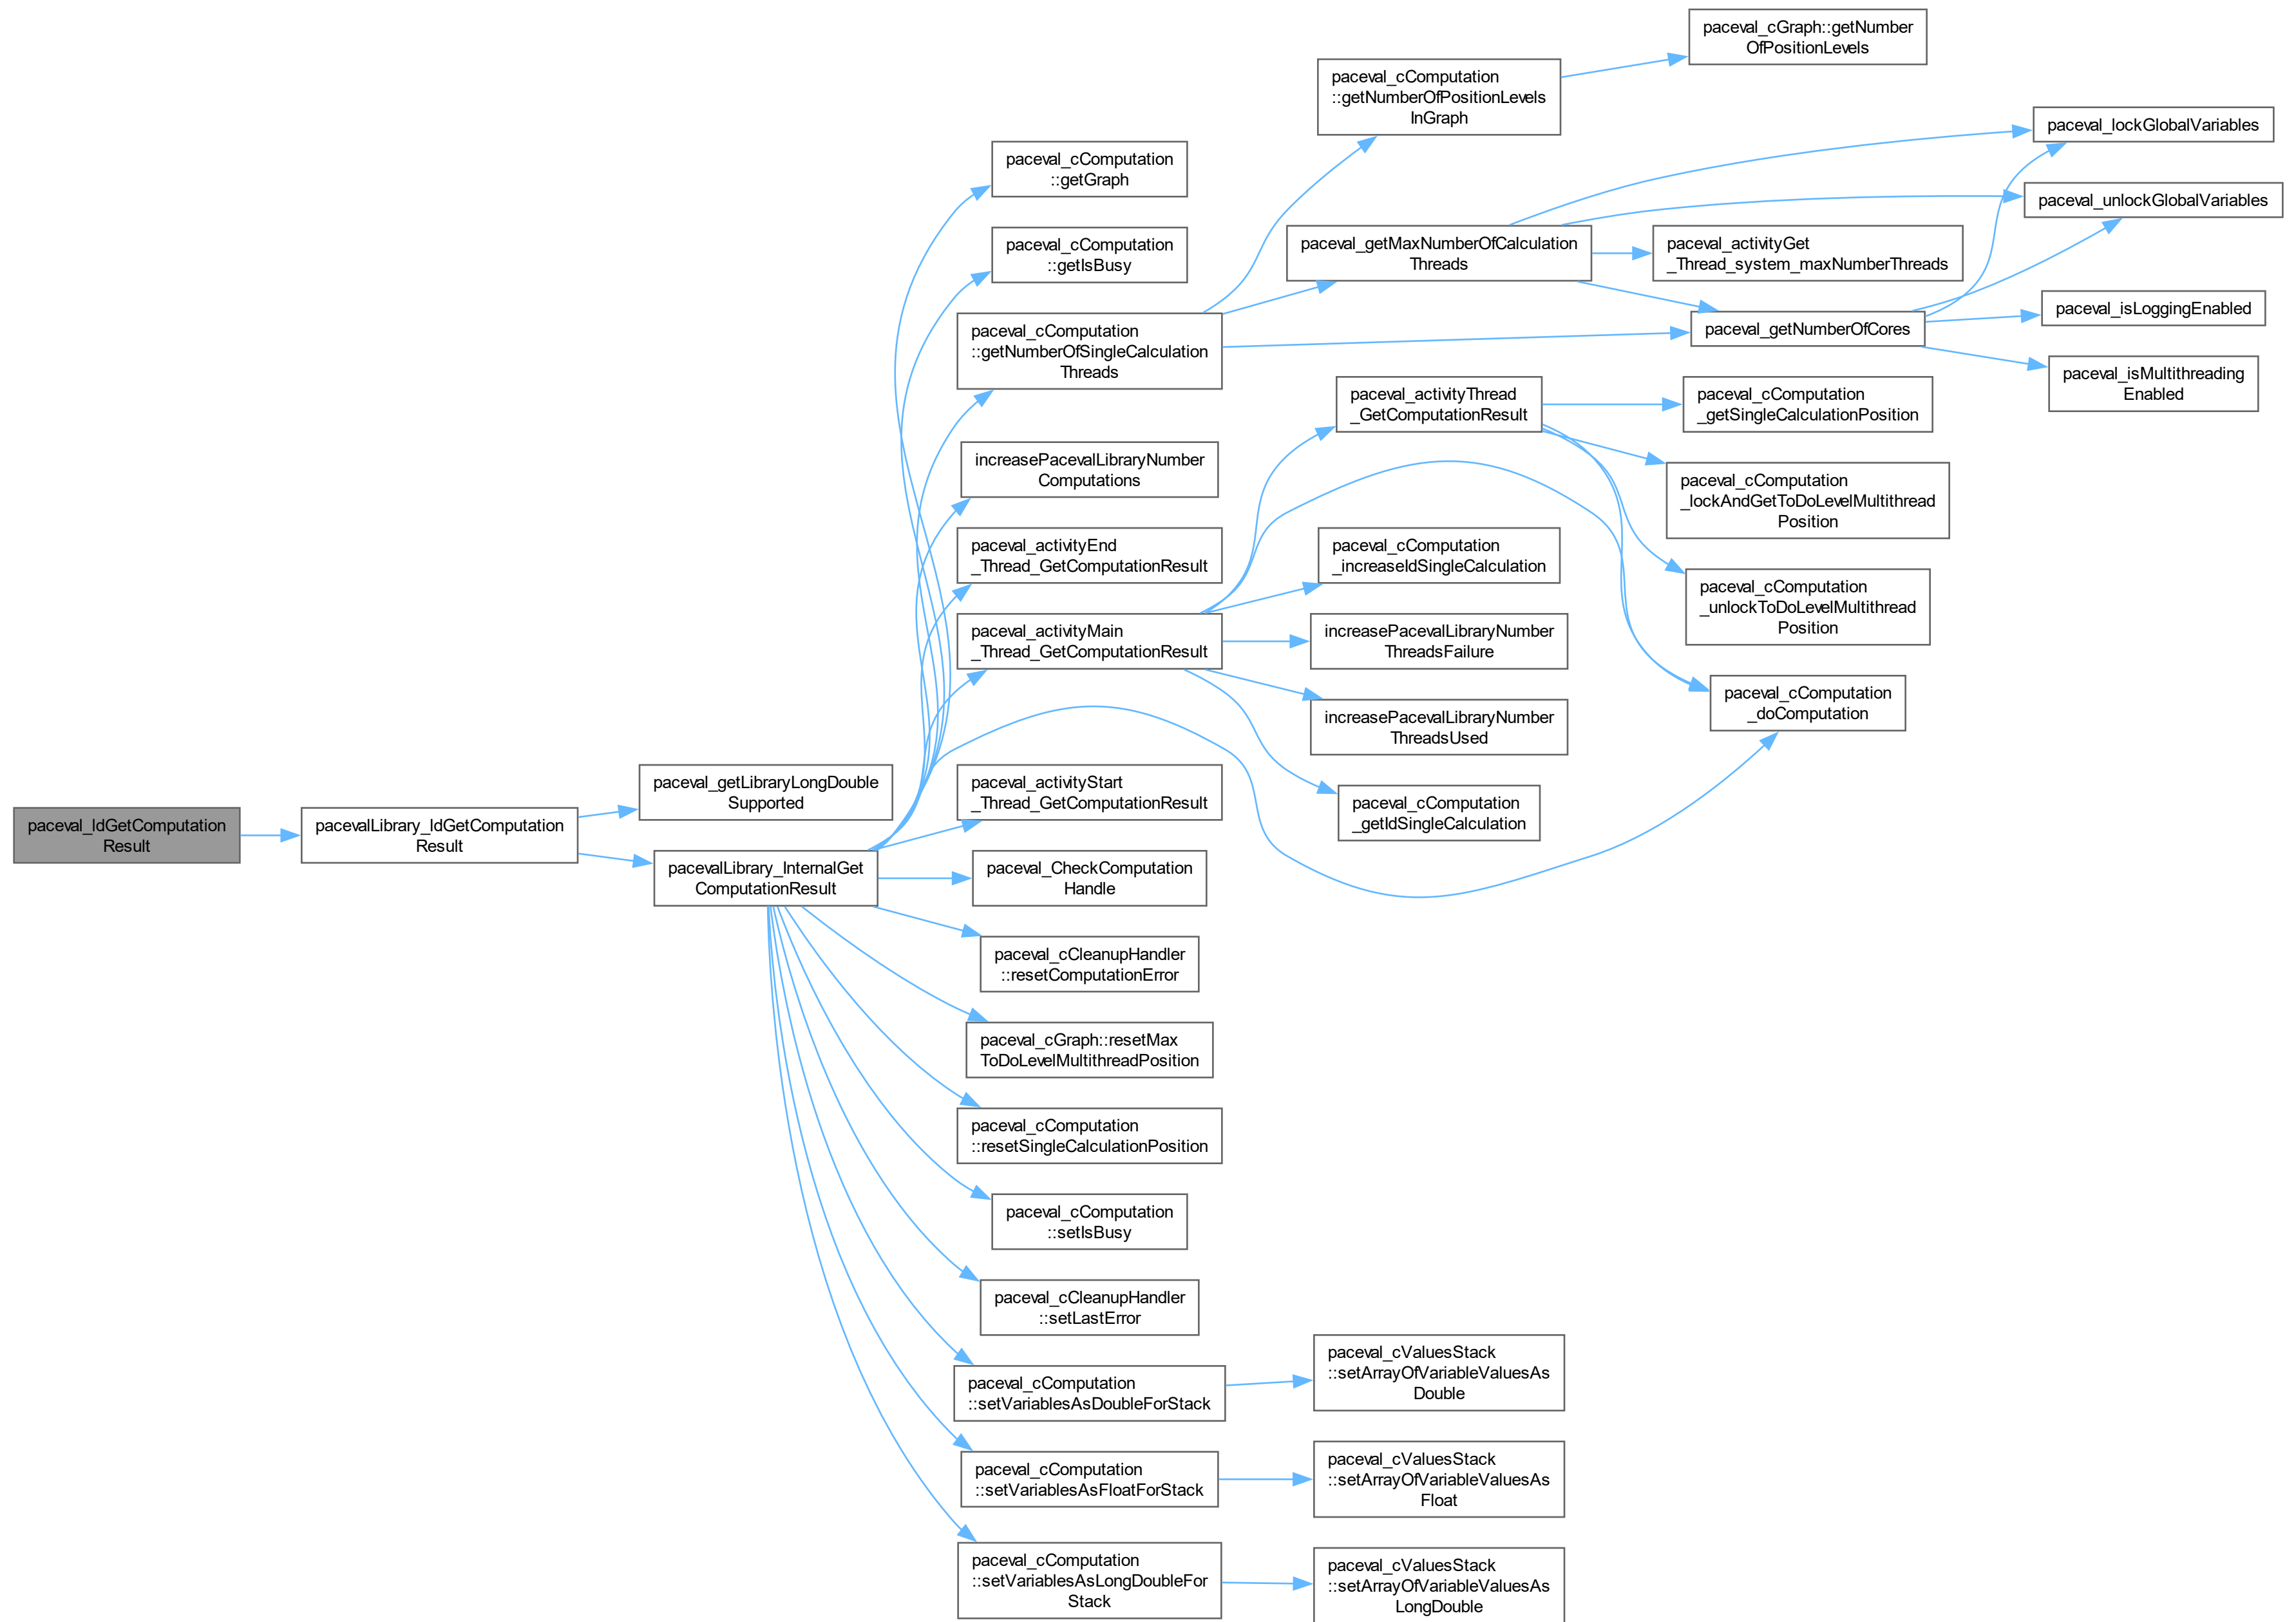 paceval_ldGetComputation
Result
pacevalLibrary_ldGetComputation
Result
paceval_getLibraryLongDouble
Supported
pacevalLibrary_InternalGet
ComputationResult
paceval_cComputation
::getGraph
paceval_cComputation
::getIsBusy
paceval_cComputation
::getNumberOfSingleCalculation
Threads
increasePacevalLibraryNumber
Computations
paceval_activityEnd
_Thread_GetComputationResult
paceval_activityMain
_Thread_GetComputationResult
paceval_activityStart
_Thread_GetComputationResult
paceval_CheckComputation
Handle
paceval_cCleanupHandler
::resetComputationError
paceval_cGraph::resetMax
ToDoLevelMultithreadPosition
paceval_cComputation
::resetSingleCalculationPosition
paceval_cComputation
::setIsBusy
paceval_cCleanupHandler
::setLastError
paceval_cComputation
::setVariablesAsDoubleForStack
paceval_cComputation
::setVariablesAsFloatForStack
paceval_cComputation
::setVariablesAsLongDoubleFor
Stack
paceval_cComputation
::getNumberOfPositionLevels
InGraph
paceval_getMaxNumberOfCalculation
Threads
paceval_activityThread
_GetComputationResult
paceval_cComputation
_increaseIdSingleCalculation
increasePacevalLibraryNumber
ThreadsFailure
increasePacevalLibraryNumber
ThreadsUsed
paceval_cComputation
_getIdSingleCalculation
paceval_cValuesStack
::setArrayOfVariableValuesAs
Double
paceval_cValuesStack
::setArrayOfVariableValuesAs
Float
paceval_cValuesStack
::setArrayOfVariableValuesAs
LongDouble
paceval_cGraph::getNumber
OfPositionLevels
paceval_activityGet
_Thread_system_maxNumberThreads
paceval_getNumberOfCores
paceval_cComputation
_getSingleCalculationPosition
paceval_cComputation
_lockAndGetToDoLevelMultithread
Position
paceval_cComputation
_unlockToDoLevelMultithread
Position
paceval_cComputation
_doComputation
paceval_lockGlobalVariables
paceval_unlockGlobalVariables
paceval_isLoggingEnabled
paceval_isMultithreading
Enabled